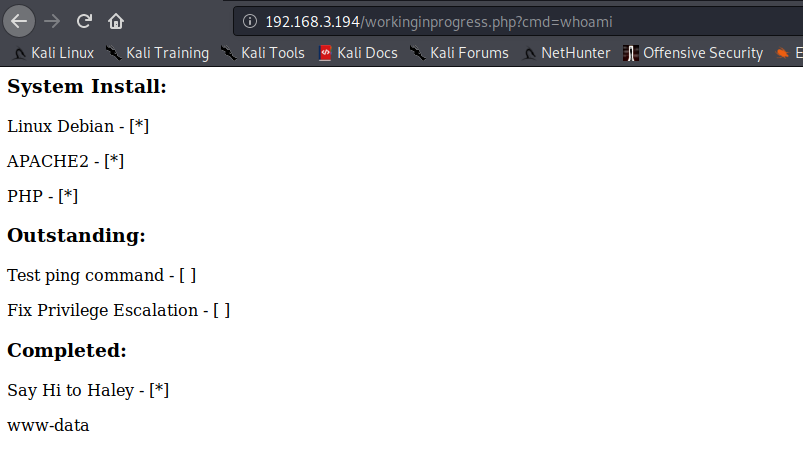 192.168.3.194/workinginprogress.php?cmd=whoami
Kali Linux Kali Training Kali Tools Kali Docs Kali Forums NetHunter Offensive Security E
System Install:
Linux Debian - [*]
APACHE2 - [*]
PHP - [*]
Outstanding:
Test ping command - [ ]
Fix Privilege Escalation - [ ]
Completed:
Say Hi to Haley - [*]
www-data